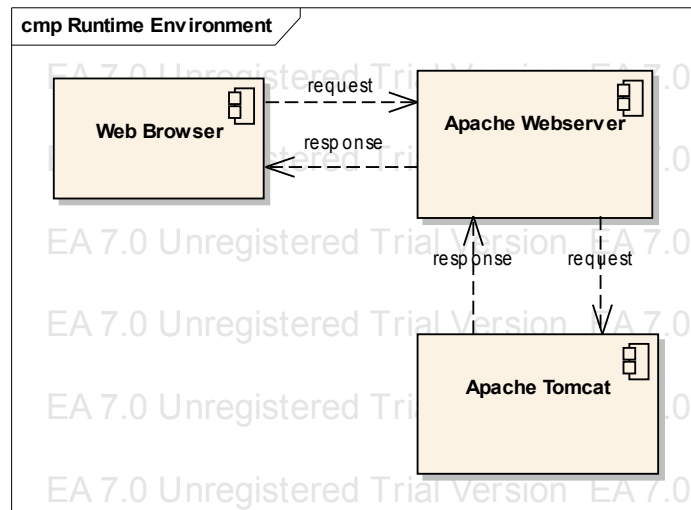 cmp Runtime Environment
EA 7.0 Unregistered Trial Version EA 7.0
request
Web Browser
Apache Webserver
response
EA 7.0 Unregistered Trial Version EA 7.0
response
request
EA 7.0 Unregistered Trial Version EA 7.0
Apache Tomcat
EA 7.0 Unregistered Trial Version EA 7.0